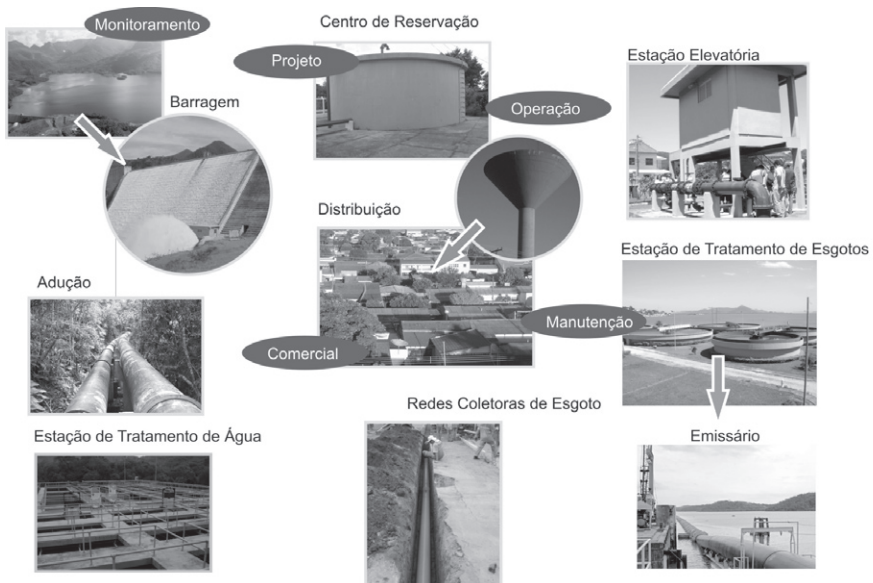 Monitoramento
Barragem
Adução
Estação de Tratamento de Água
Centro de Reservação
Projeto
Operação
Distribuição
Comercial
Manutenção
Redes Coletoras de Esgoto
Estação Elevatória
Estação de Tratamento de Esgotos
Emissário